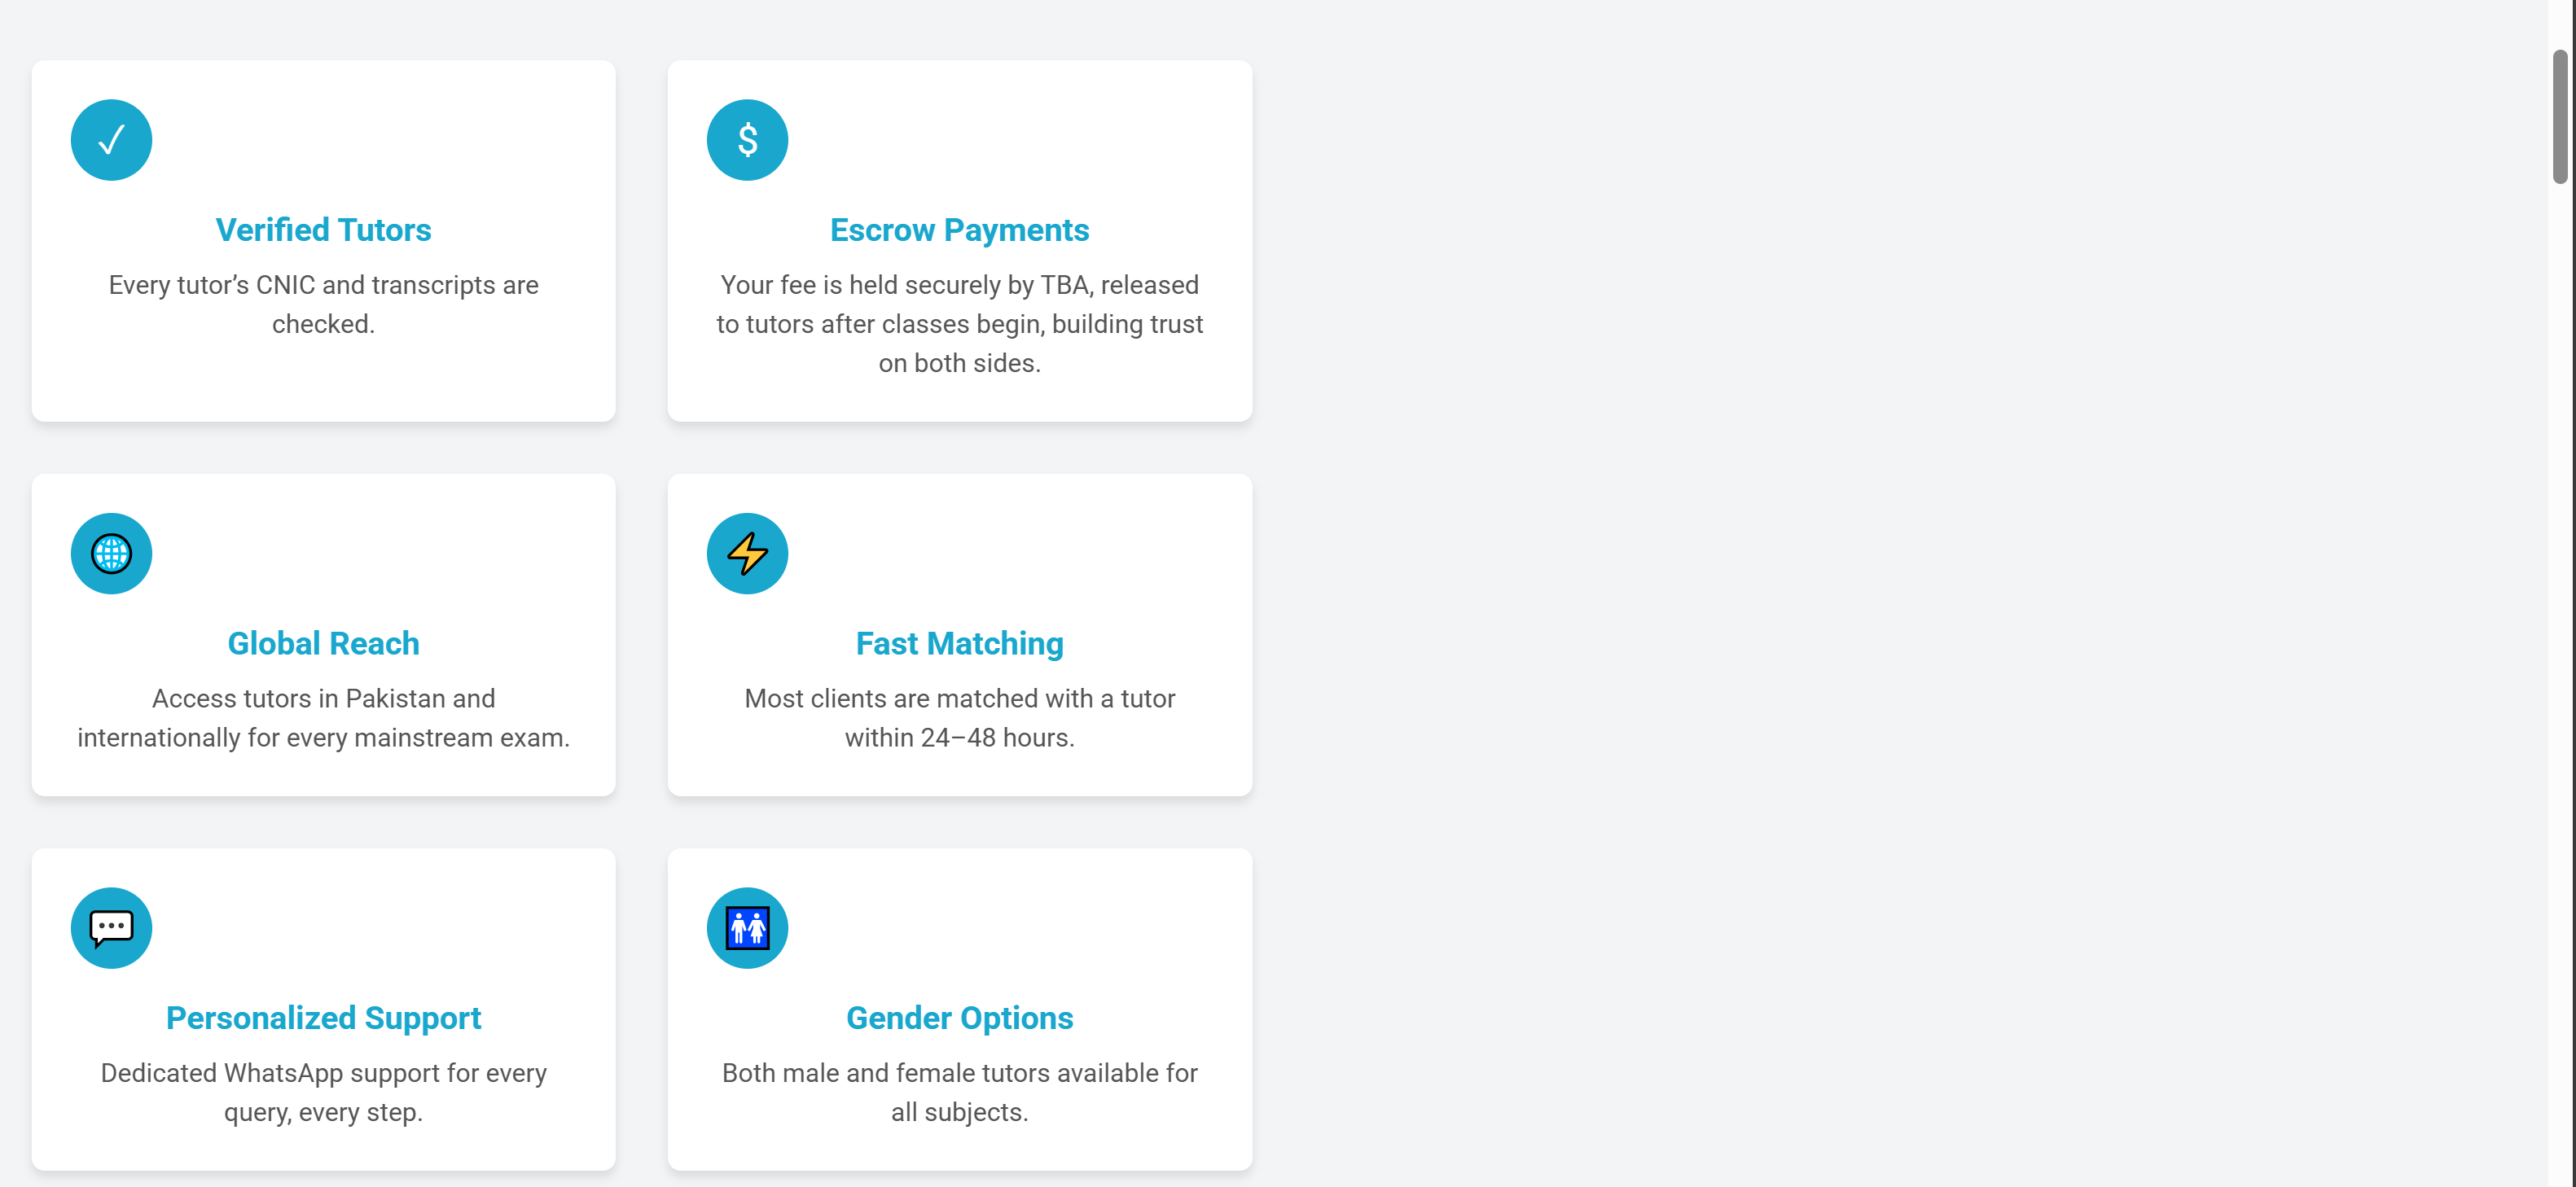 Verified Tutors
Every tutor’s CNIC and transcripts are
checked.
$
Escrow Payments
Your fee is held securely by TBA, released
to tutors after classes begin, building trust
on both sides.
Global Reach
Access tutors in Pakistan and
internationally for every mainstream exam.
Fast Matching
Most clients are matched with a tutor
within 24–48 hours.
Personalized Support
Dedicated WhatsApp support for every
query, every step.
Gender Options
Both male and female tutors available for
all subjects.